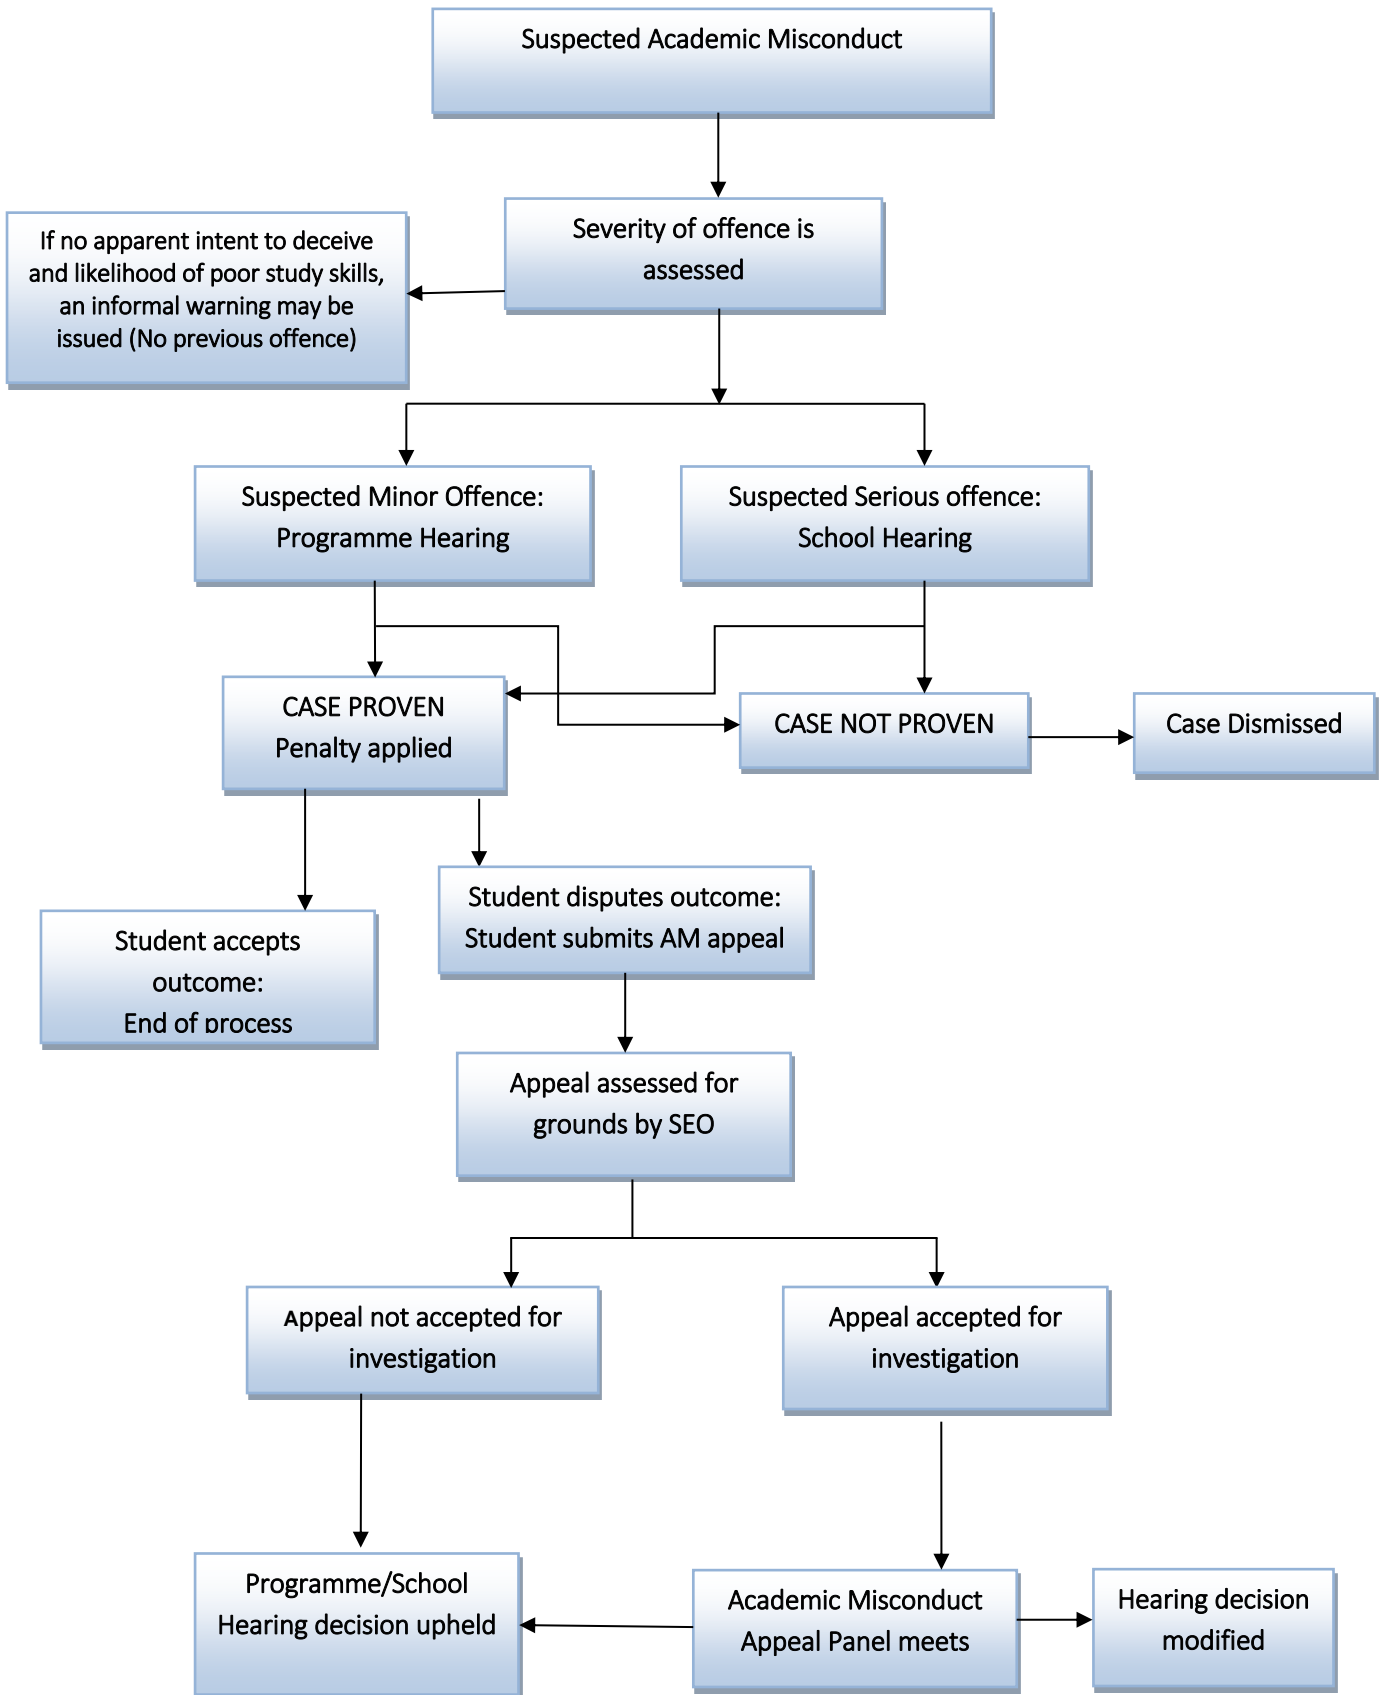 Suspected Academic Misconduct
Severity of offence is
assessed
If no apparent intent to deceive
and likelihood of poor study skills,
an informal warning may be
issued (No previous offence)
Suspected Minor Offence:
Programme Hearing
Suspected Serious offence:
School Hearing
CASE PROVEN
Penalty applied
CASE NOT PROVEN
Case Dismissed
Student disputes outcome:
Student submits AM appeal
Student accepts
outcome:
End of process
Appeal assessed for
grounds by SEO
Appeal not accepted for
investigation
Appeal accepted for
investigation
Programme/School
Hearing decision upheld
Academic Misconduct
Appeal Panel meets
Hearing decision
modified